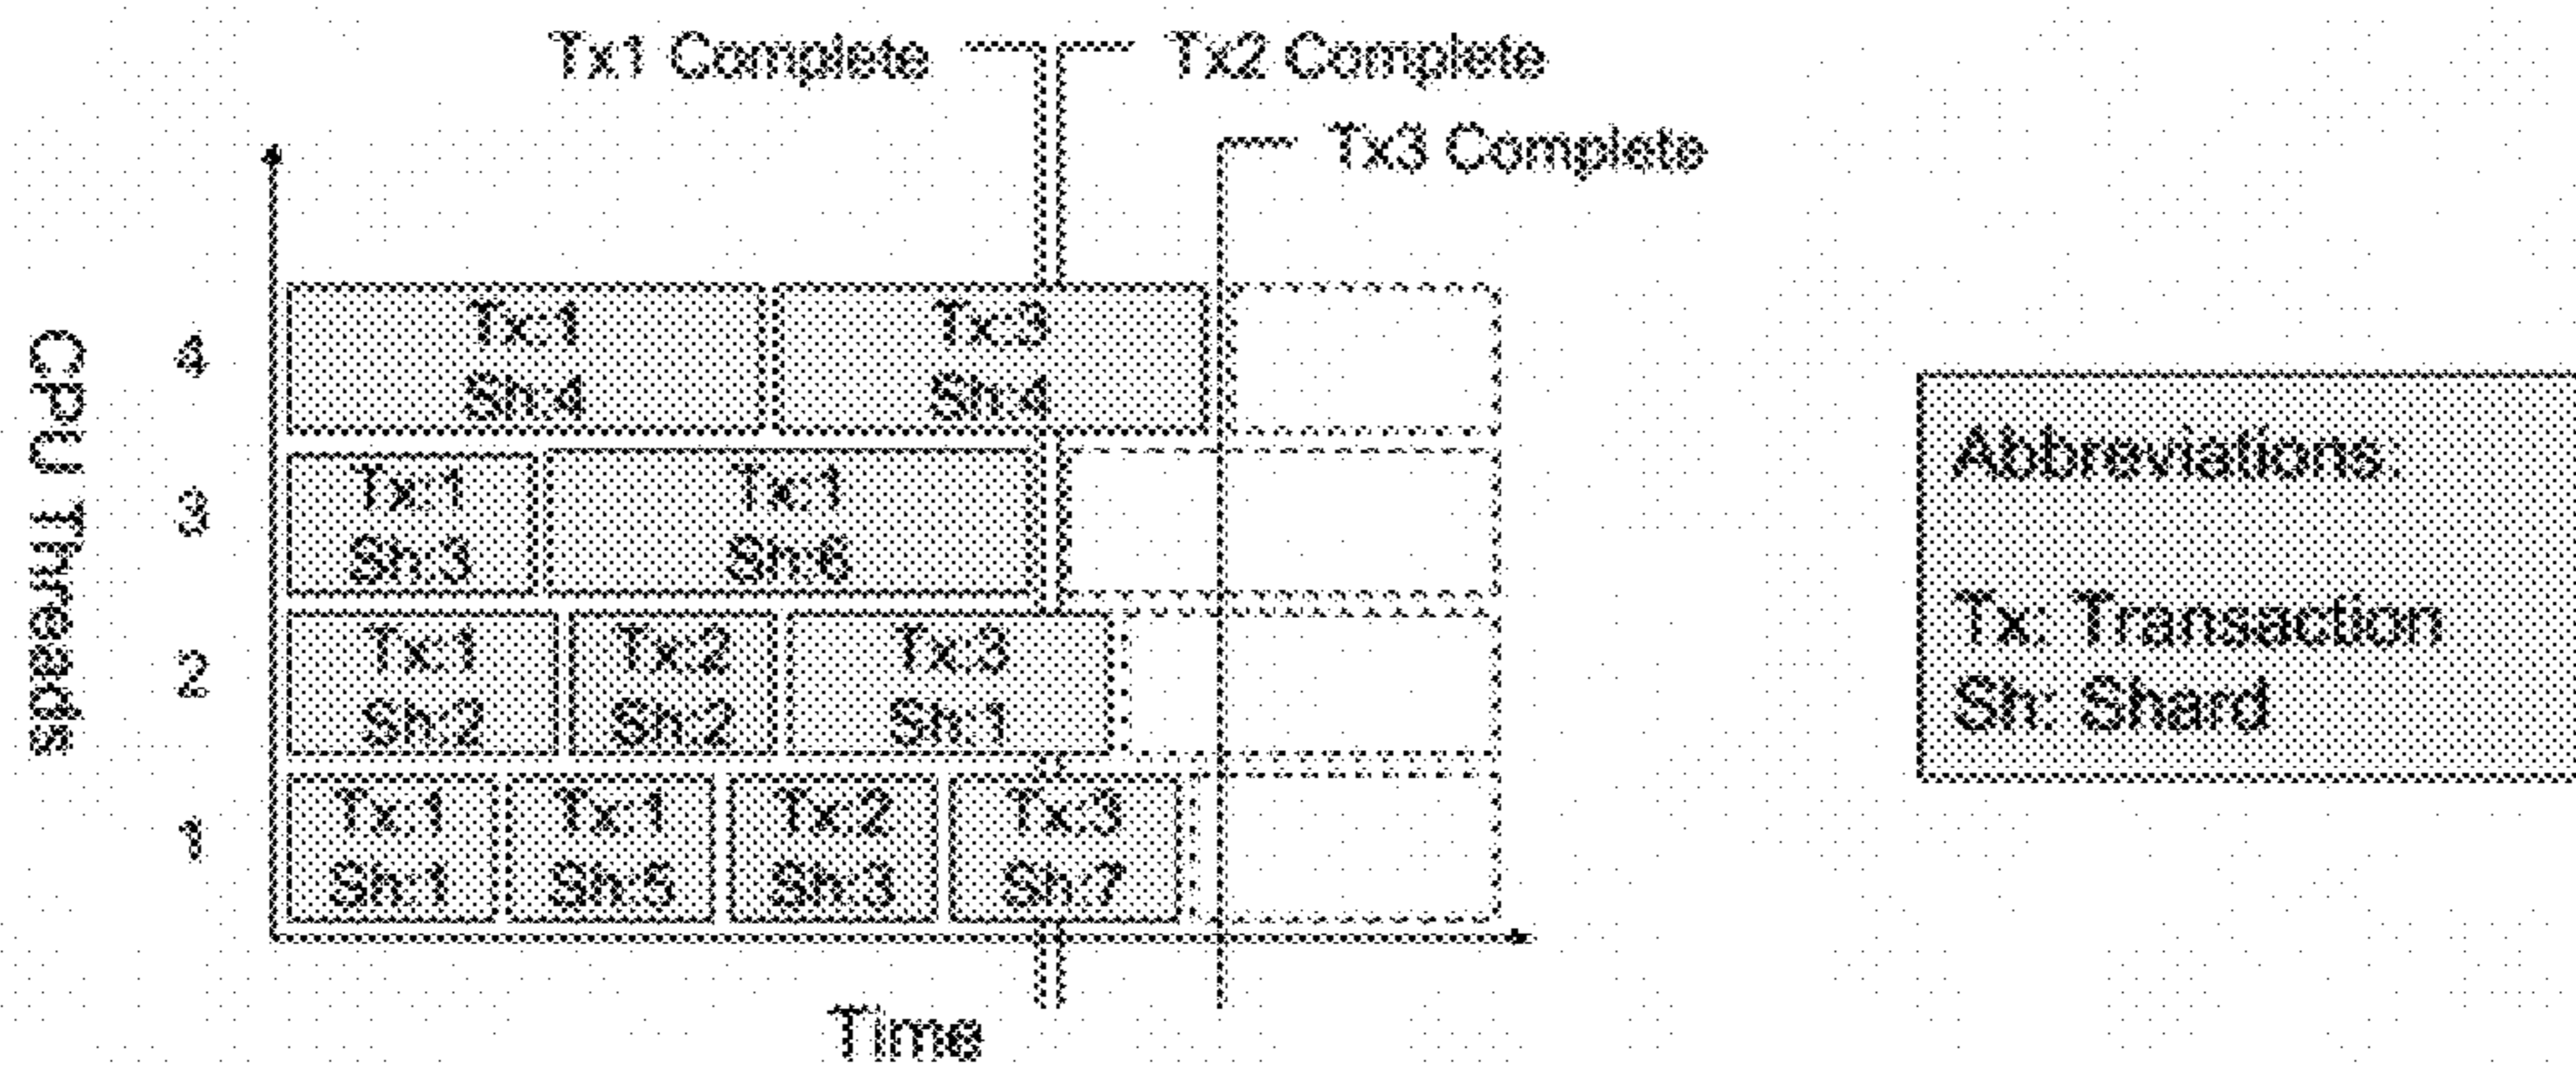 Tx1 Complete
Tx2 Complete
Tx3 Complete
CPU Threads
4
Tx:1
Sh:4
Tx:3
Sh:4
3
Tx:1
Sh:3
Tx:1
Sh:6
2
Tx:1
Sh:2
Tx:2
Sh:2
Tx:3
Sh:1
1
Tx:1
Sh:1
Tx:1
Sh:5
Tx:2
Sh:3
Tx:3
Sh:7
Time
Abbreviations:
Tx: Transaction
Sh: Shard